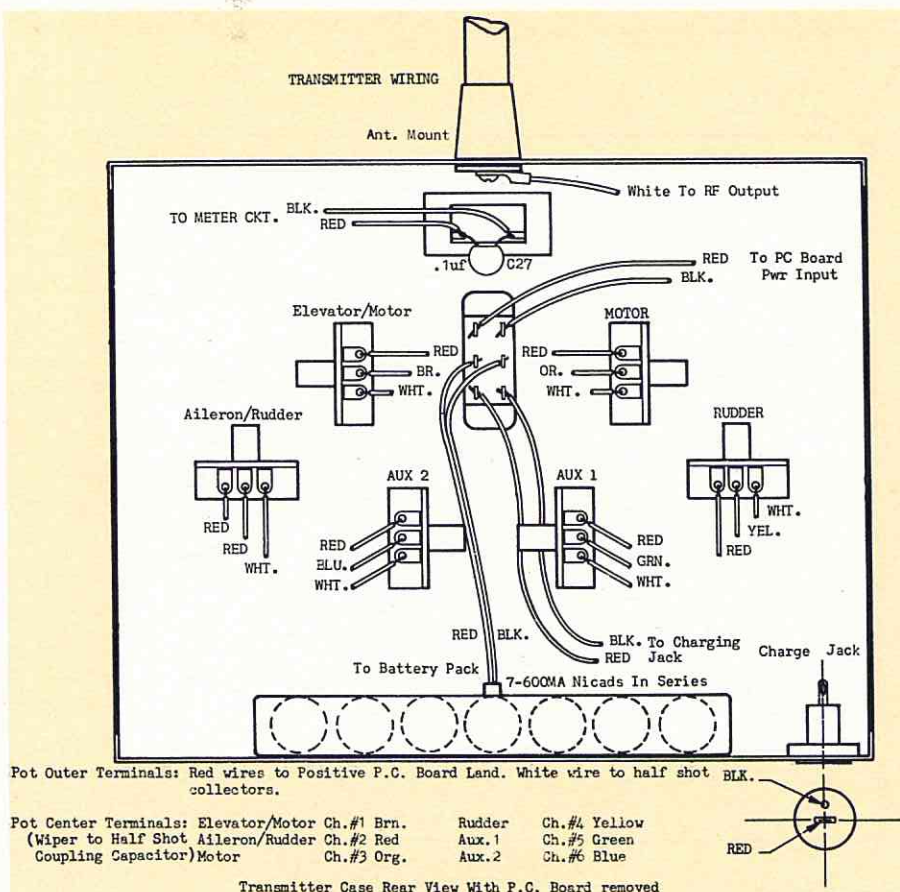 TRANSMITTER WIRING
Ant. Mount
White To RF Output
TO METER CKT.
BLK.
RED
.1uf
C27
RED
BLK.
To PC Board
Pwr Input
Elevator/Motor
RED
BR.
WHT.
MOTOR
RED
OR.
WHT.
Aileron/Rudder
RED
RED
WHT.
RUDDER
WHT.
YEL.
RED
AUX 2
RED
BLU.
WHT.
AUX 1
RED
GRN.
WHT.
RED BLK.
To Battery Pack
BLK. To Charging
RED Jack
7-600MA Nicads In Series
Charge Jack
Pot Outer Terminals: Red wires to Positive P.C. Board Land. White wire to half shot
collectors.
BLK.
RED
Pot Center Terminals: Elevator/Motor Ch.#1 Brn. Rudder Ch.#4 Yellow
(Wiper to Half Shot Aileron/Rudder Ch.#2 Red Aux.1 Ch.#5 Green
Coupling Capacitor) Motor Ch.#3 Org. Aux.2 Ch.#6 Blue
Transmitter Case Rear View With P.C. Board removed